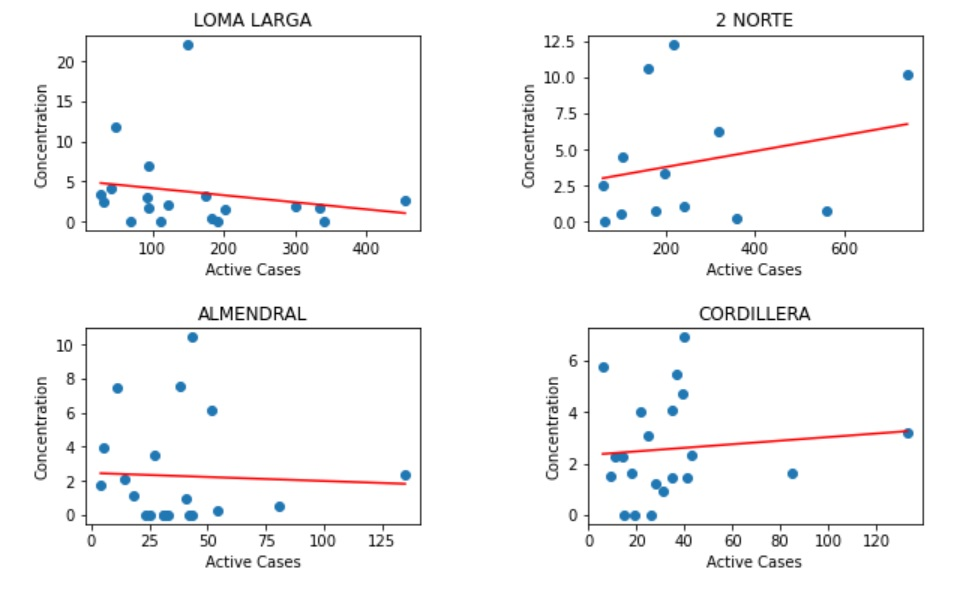 LOMA LARGA
Concentration
20
15
10
5
0
100 200 300 400
Active Cases
2 NORTE
Concentration
12.5
10.0
7.5
5.0
2.5
0.0
200 400 600
Active Cases
ALMENDRAL
Concentration
10
8
6
4
2
0
0 25 50 75 100 125
Active Cases
CORDILLERA
Concentration
6
4
2
0
0 20 40 60 80 100 120
Active Cases